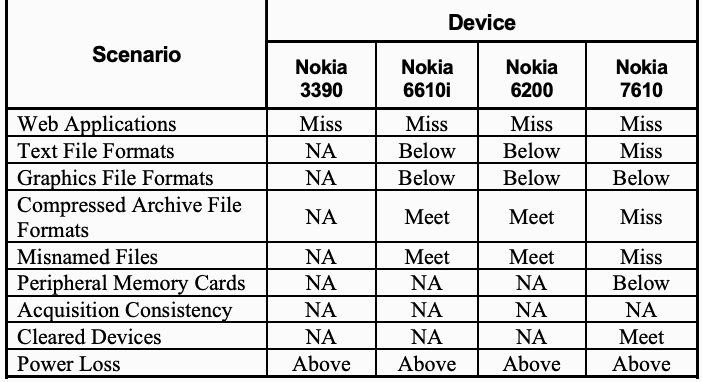 Scenario Device
Nokia 3390 Nokia 6610i Nokia 6200 Nokia 7610
Web Applications Miss Miss Miss Miss
Text File Formats NA Below Below Miss
Graphics File Formats NA Below Below Below
Compressed Archive File Formats NA Meet Meet Miss
Misnamed Files NA Meet Meet Miss
Peripheral Memory Cards NA NA NA Below
Acquisition Consistency NA NA NA NA
Cleared Devices NA NA NA Meet
Power Loss Above Above Above Above